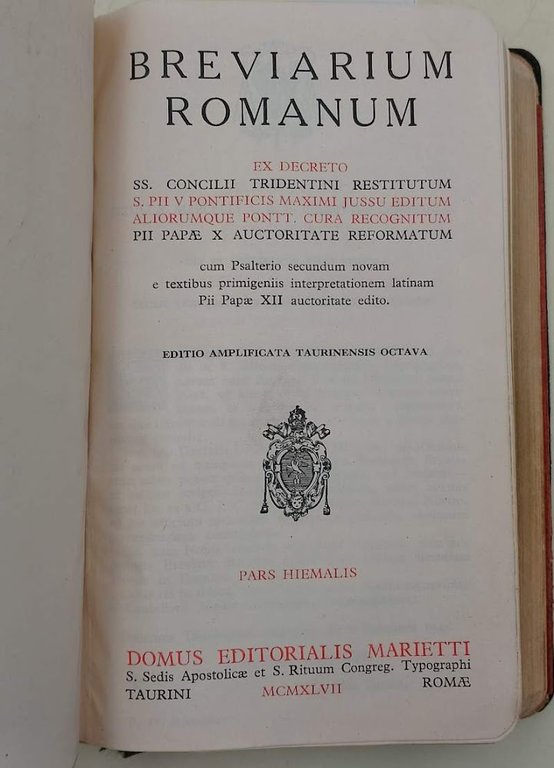 BREVIARIUM
ROMANUM
EX DECRETO
SS. CONCILII TRIDENTINI RESTITUTUM
S. PII V PONTIFICIS MAXIMI JUSSU EDITUM
ALIORUMQUE PONTT. CURA RECOGNITUM
PII PAPÆ X AUCTORITATE REFORMATUM
cum Psalterio secundum novam
e textibus primigeniis interpretationem latinam
Pii Papæ XII auctoritate edito.
EDITIO AMPLIFICATA TAURINENSIS OCTAVA
PARS HIEMALIS
DOMUS EDITORIALIS MARIETTI
S. Sedis Apostolicæ et S. Rituum Congreg. Typographi
TAURINI MCMXLVII ROMÆ